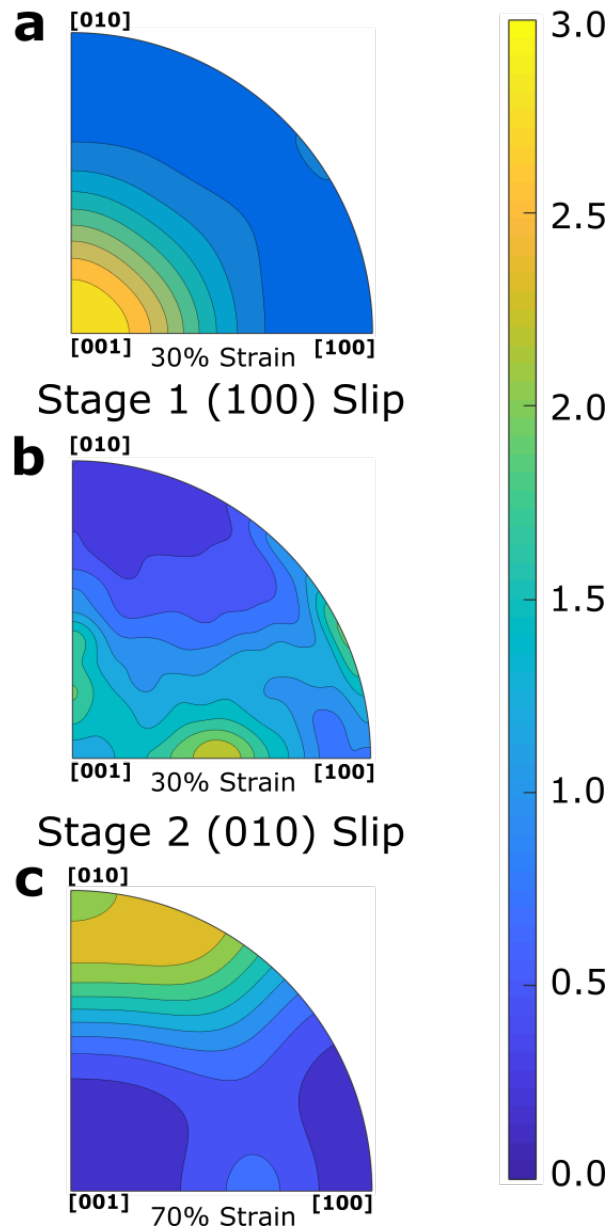 a
[010]
[001] 30% Strain [100]
Stage 1 (100) Slip
b
[010]
[001] 30% Strain [100]
Stage 2 (010) Slip
c
[010]
[001] 70% Strain [100]
3.0
2.5
2.0
1.5
1.0
0.5
0.0